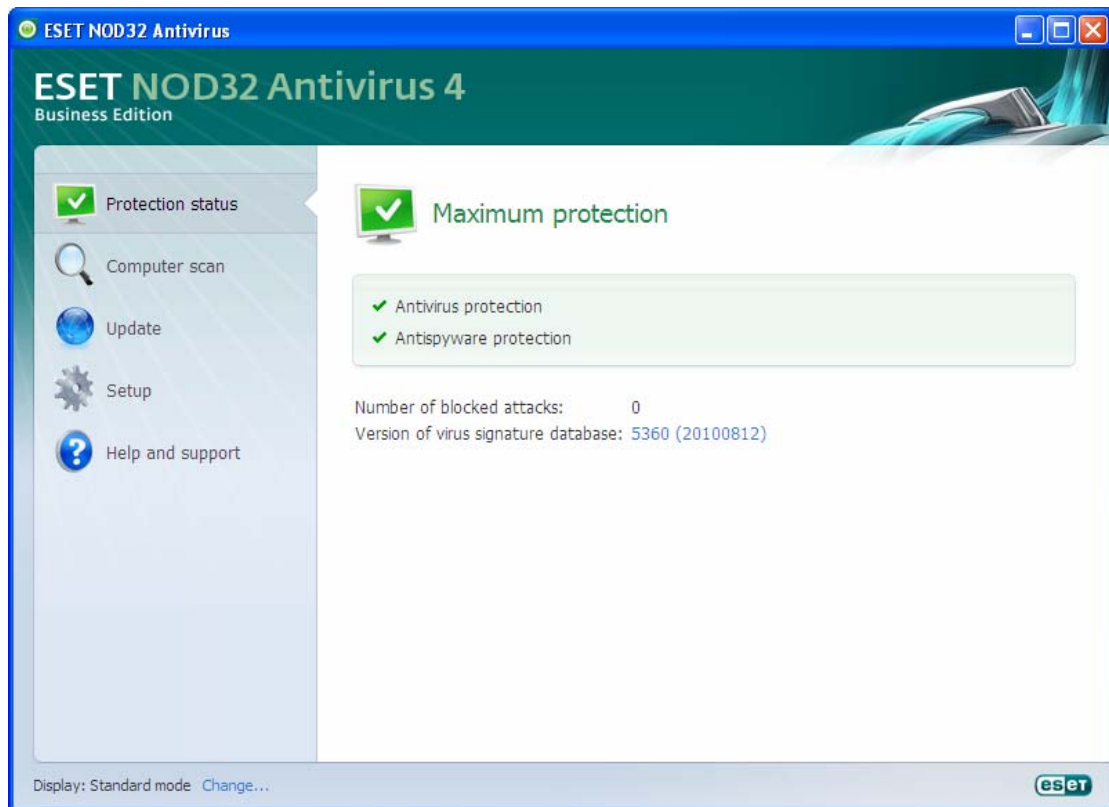 ESET NOD32 Antivirus
ESET NOD32 Antivirus 4
Business Edition
Protection status
Computer scan
Update
Setup
Help and support
Maximum protection
Antivirus protection
Antispyware protection
Number of blocked attacks: 0
Version of virus signature database: 5360 (20100812)
Display: Standard mode Change...
eset